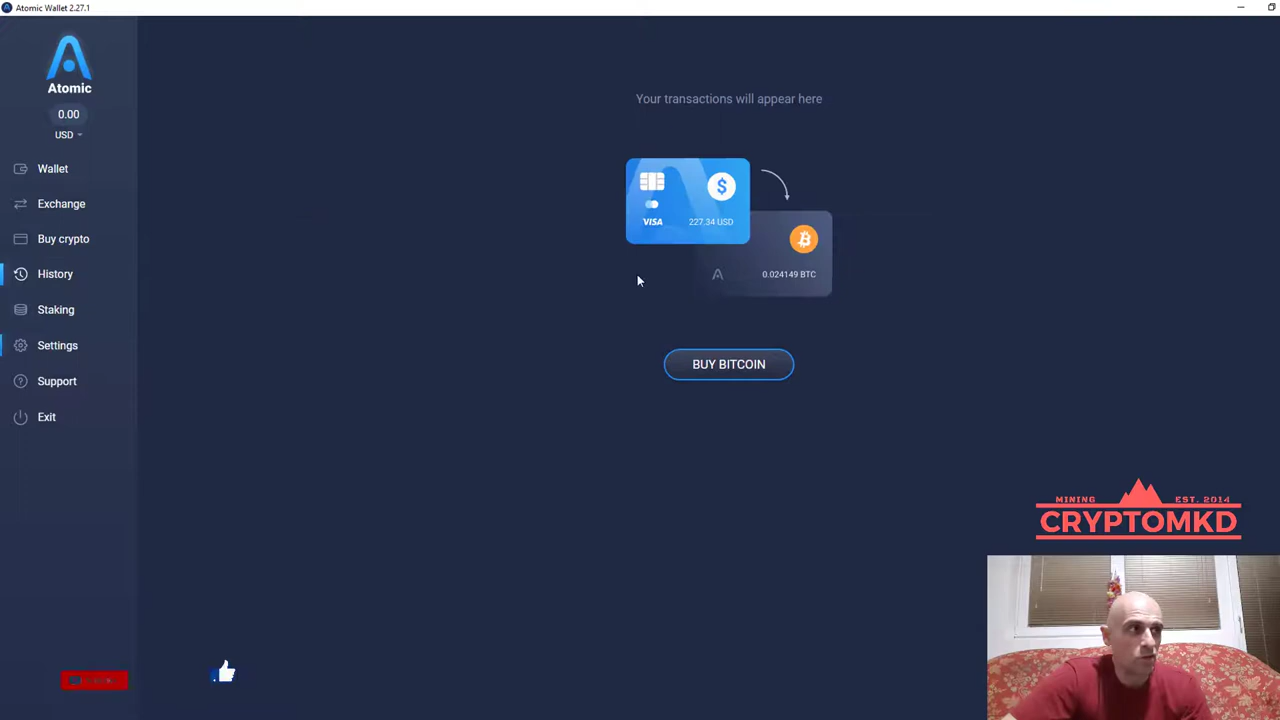 Atomic Wallet 2.27.1
Atomic
0.00
USD
Wallet
Exchange
Buy crypto
History
Staking
Settings
Support
Exit
Your transactions will appear here
VISA 227.34 USD
0.024149 BTC
BUY BITCOIN
MINING EST. 2014
CRYPTOMKD